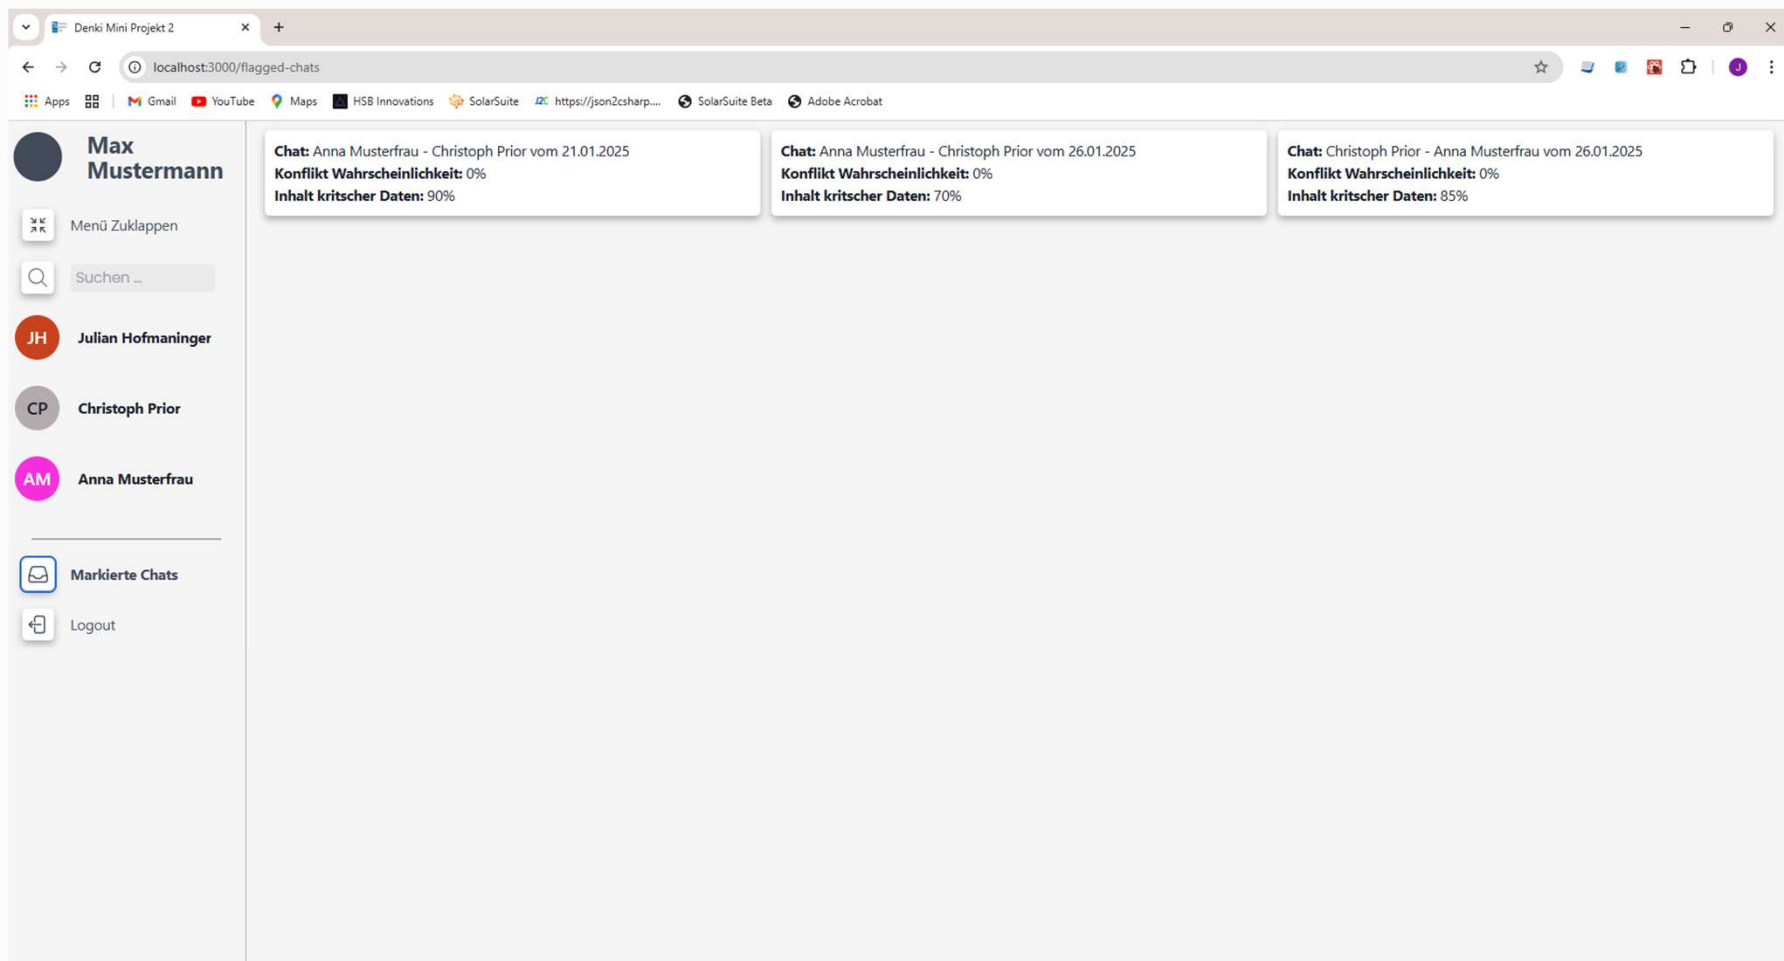 Denki Mini Projekt 2
localhost:3000/flagged-chats
Apps
Gmail
YouTube
Maps
HSB Innovations
SolarSuite
J2C https://json2csharp....
SolarSuite Beta
Adobe Acrobat
J
Max
Mustermann
Menü Zuklappen
Suchen ...
JH Julian Hofmaninger
CP Christoph Prior
AM Anna Musterfrau
Markierte Chats
Logout
Chat: Anna Musterfrau - Christoph Prior vom 21.01.2025
Konflikt Wahrscheinlichkeit: 0%
Inhalt kritscher Daten: 90%
Chat: Anna Musterfrau - Christoph Prior vom 26.01.2025
Konflikt Wahrscheinlichkeit: 0%
Inhalt kritscher Daten: 70%
Chat: Christoph Prior - Anna Musterfrau vom 26.01.2025
Konflikt Wahrscheinlichkeit: 0%
Inhalt kritscher Daten: 85%